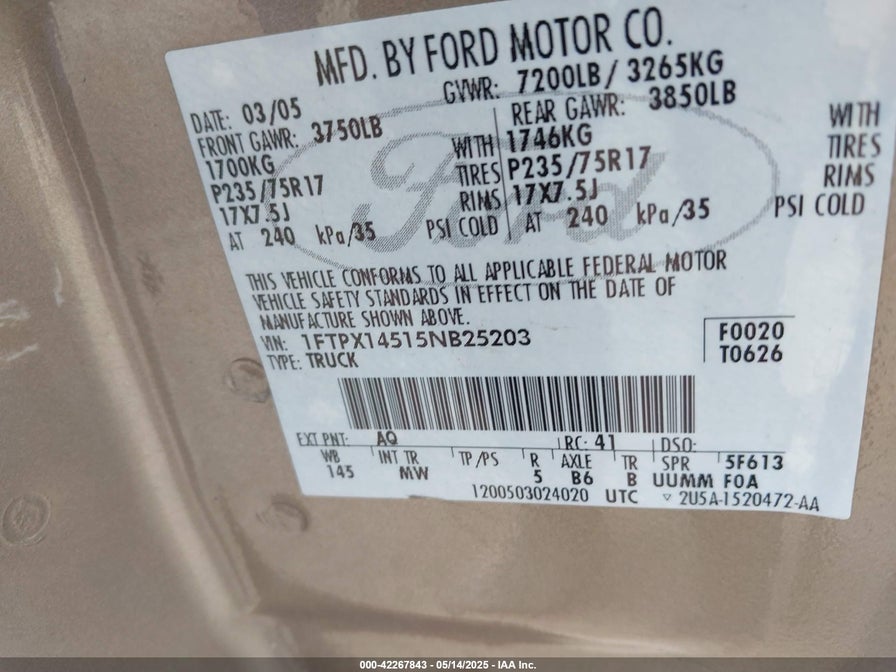 MFD. BY FORD MOTOR CO.
DATE: 03/05 GVWR: 7200LB / 3265KG
FRONT GAWR: 3750LB REAR GAWR: 3850LB
1700KG WITH 1746KG WITH
P235/75R17 TIRES P235/75R17 TIRES
17X7.5J RIMS 17X7.5J RIMS
AT 240 kPa/35 PSI COLD AT 240 kPa/35 PSI COLD
Ford
THIS VEHICLE CONFORMS TO ALL APPLICABLE FEDERAL MOTOR
VEHICLE SAFETY STANDARDS IN EFFECT ON THE DATE OF
MANUFACTURE SHOWN ABOVE.
VIN: 1FTPX14515NB25203 F0020
TYPE: TRUCK T0626
EXT PNT: AQ RC: 41 DSO:
WB INT TR TP/PS R AXLE TR SPR 5F613
145 MW 5 B6 B UUMM F0A
1200503024020 UTC ▽ 2U5A-1520472-AA
000-42267843 - 05/14/2025 - IAA Inc.